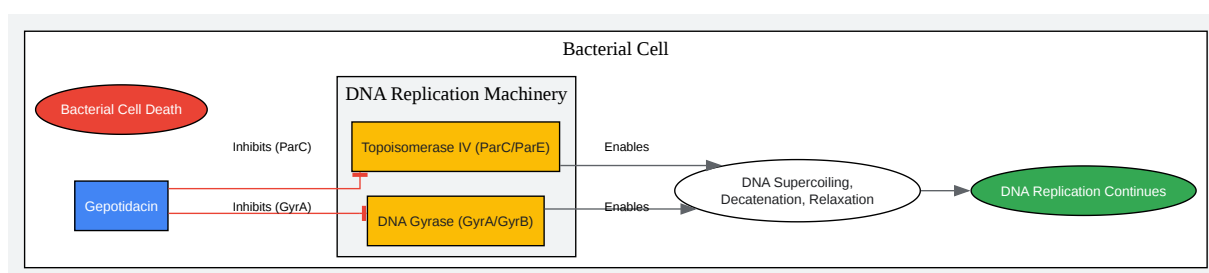 Bacterial Cell
DNA Replication Machinery
Bacterial Cell Death
Inhibits (ParC)
Topoisomerase IV (ParC/ParE)
Enables
Gepotidacin
Inhibits (GyrA)
DNA Gyrase (GyrA/GyrB)
Enables
DNA Supercoiling,
Decatenation, Relaxation
DNA Replication Continues